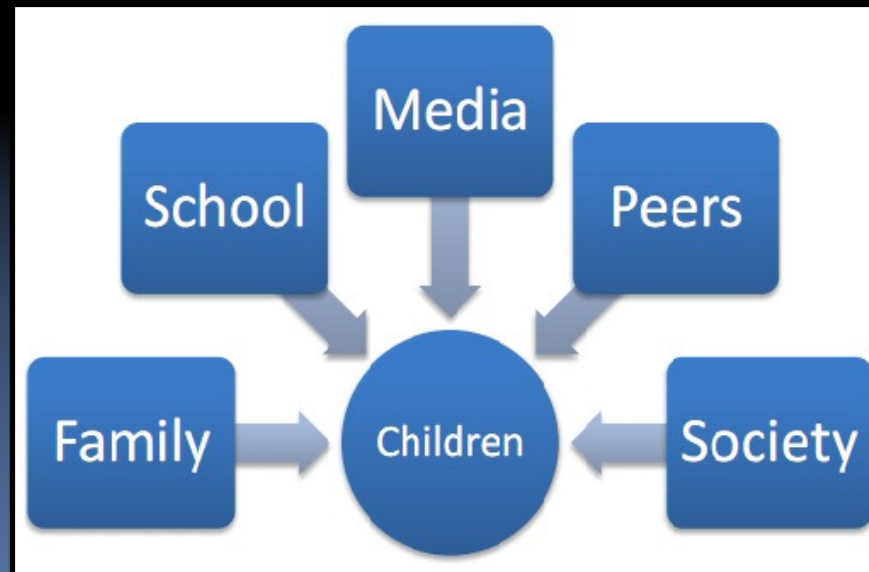 Media
School
Peers
Family
Children
Society